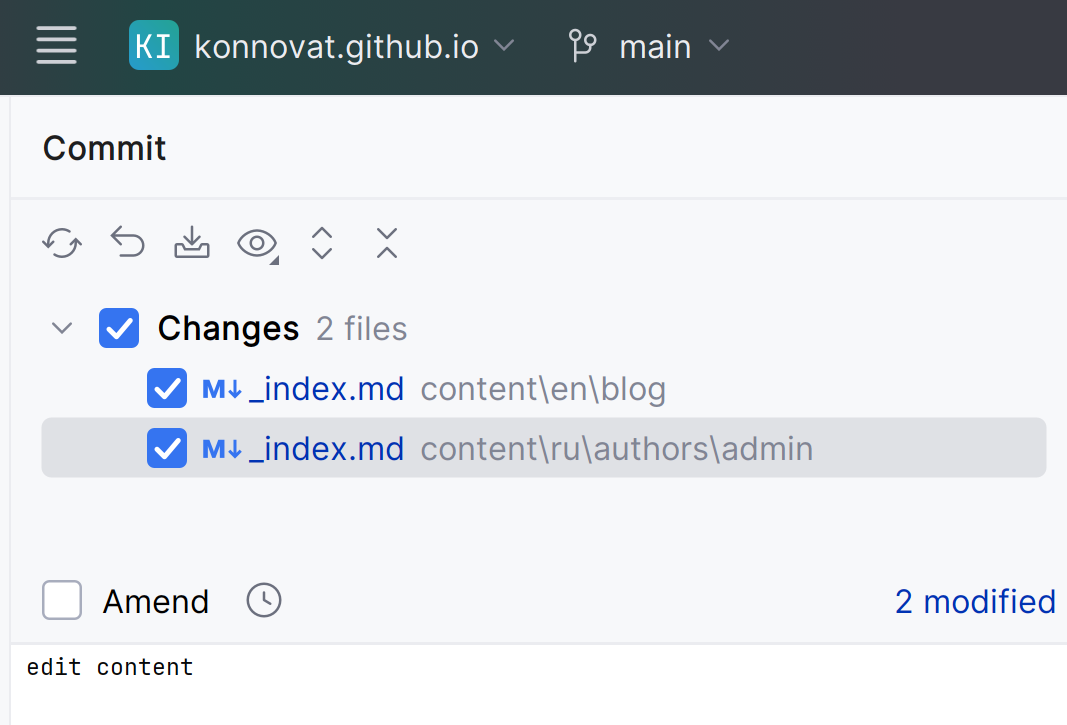 KI konnovat.github.io main
Commit
Changes 2 files
M↓ _index.md content\en\blog
M↓ _index.md content\ru\authors\admin
Amend 2 modified
edit content